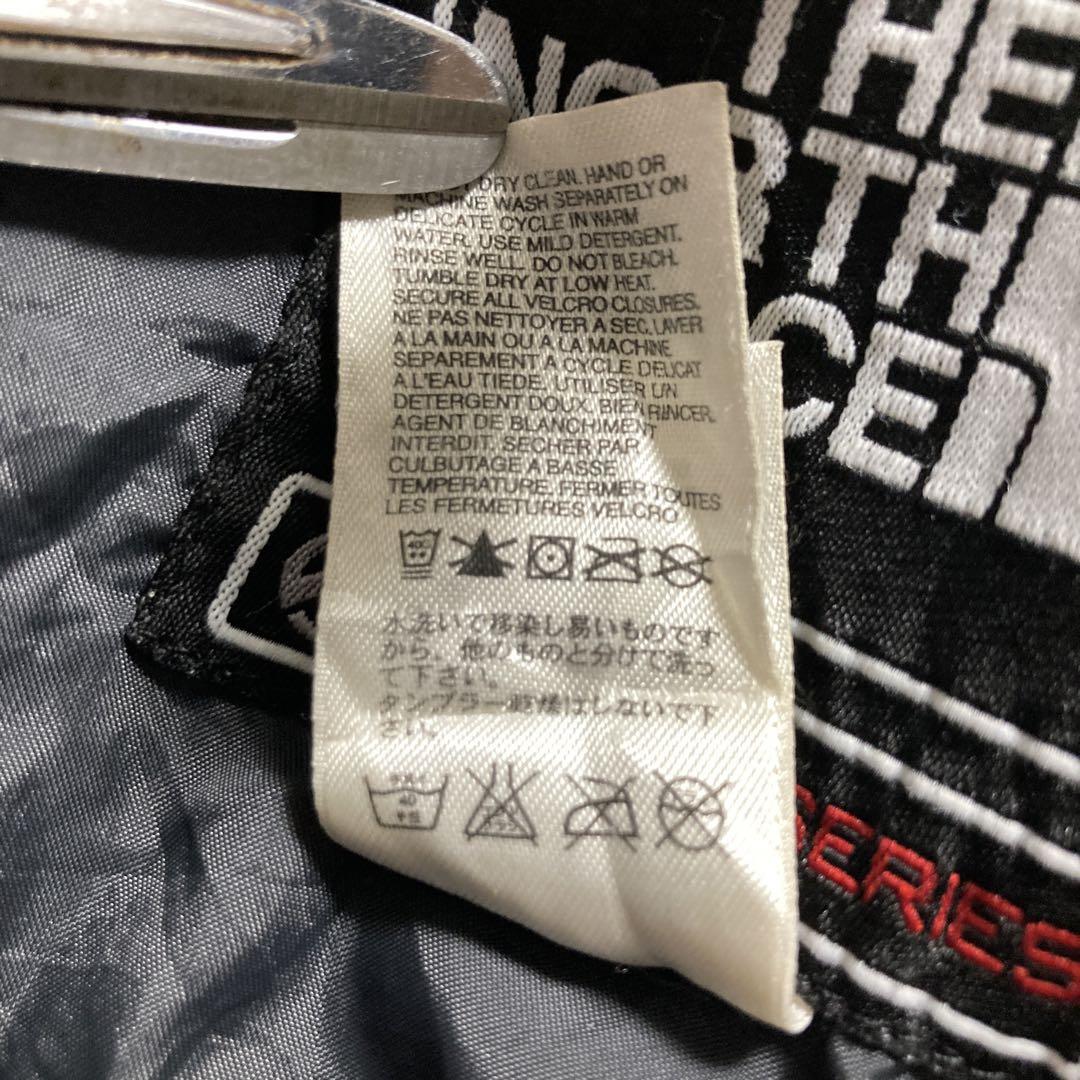 THE
NORTH
FACE
DRY CLEAN. HAND OR
MACHINE WASH SEPARATELY ON
DELICATE CYCLE IN WARM
WATER. USE MILD DETERGENT.
RINSE WELL. DO NOT BLEACH.
TUMBLE DRY AT LOW HEAT.
SECURE ALL VELCRO CLOSURES.
NE PAS NETTOYER A SEC. LAVER
A LA MAIN OU A LA MACHINE
SEPAREMENT A CYCLE DELICAT
A L'EAU TIEDE. UTILISER UN
DETERGENT DOUX. BIEN RINCER.
AGENT DE BLANCHIMENT
INTERDIT. SECHER PAR
CULBUTAGE A BASSE
TEMPERATURE. FERMER TOUTES
LES FERMETURES VELCRO
40C
水洗いで移染し易いものです
から、他のものと分けて洗っ
て下さい。
タンブラー乾燥はしないで下
さい。
40
SERIES